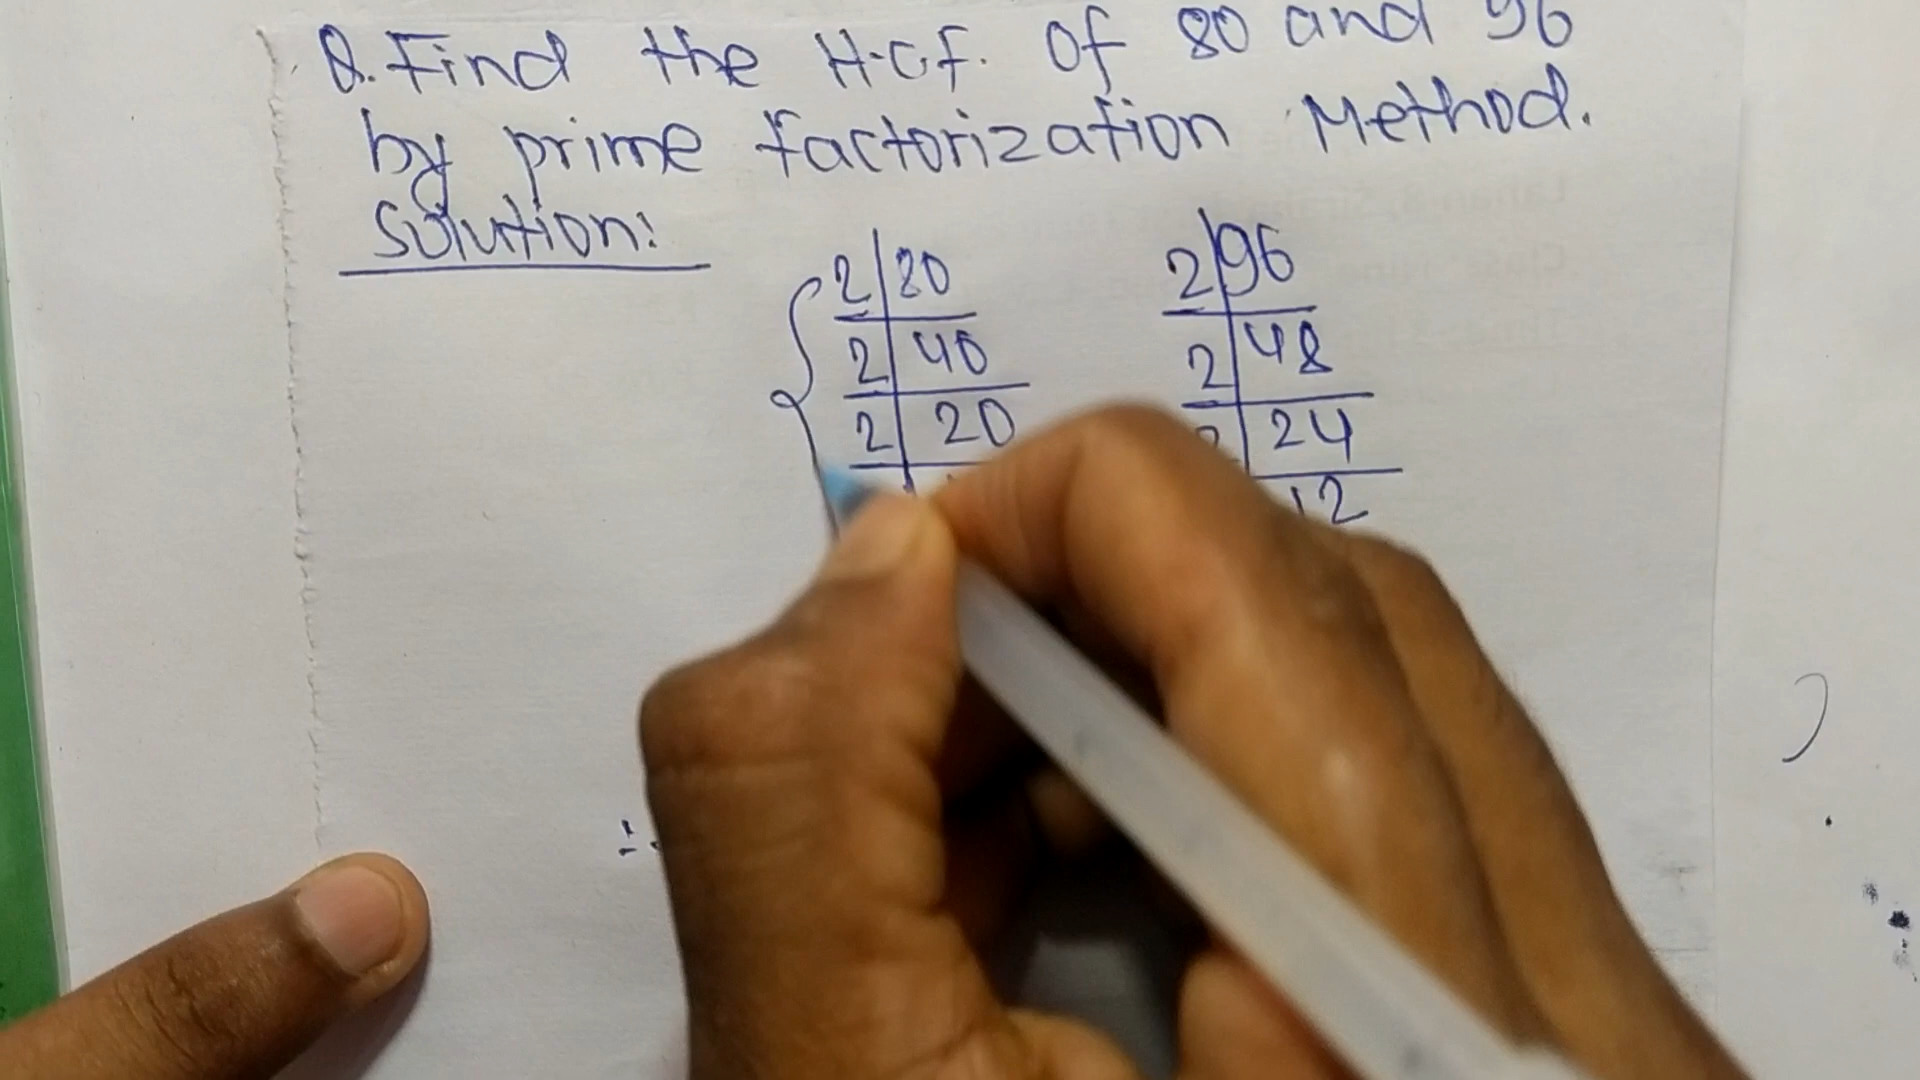 Q. Find the H.C.F. of 80 and 96
by prime factorization Method.
Solution:
2 80
2 40
2 20
2 96
2 48
2 24
12
∴